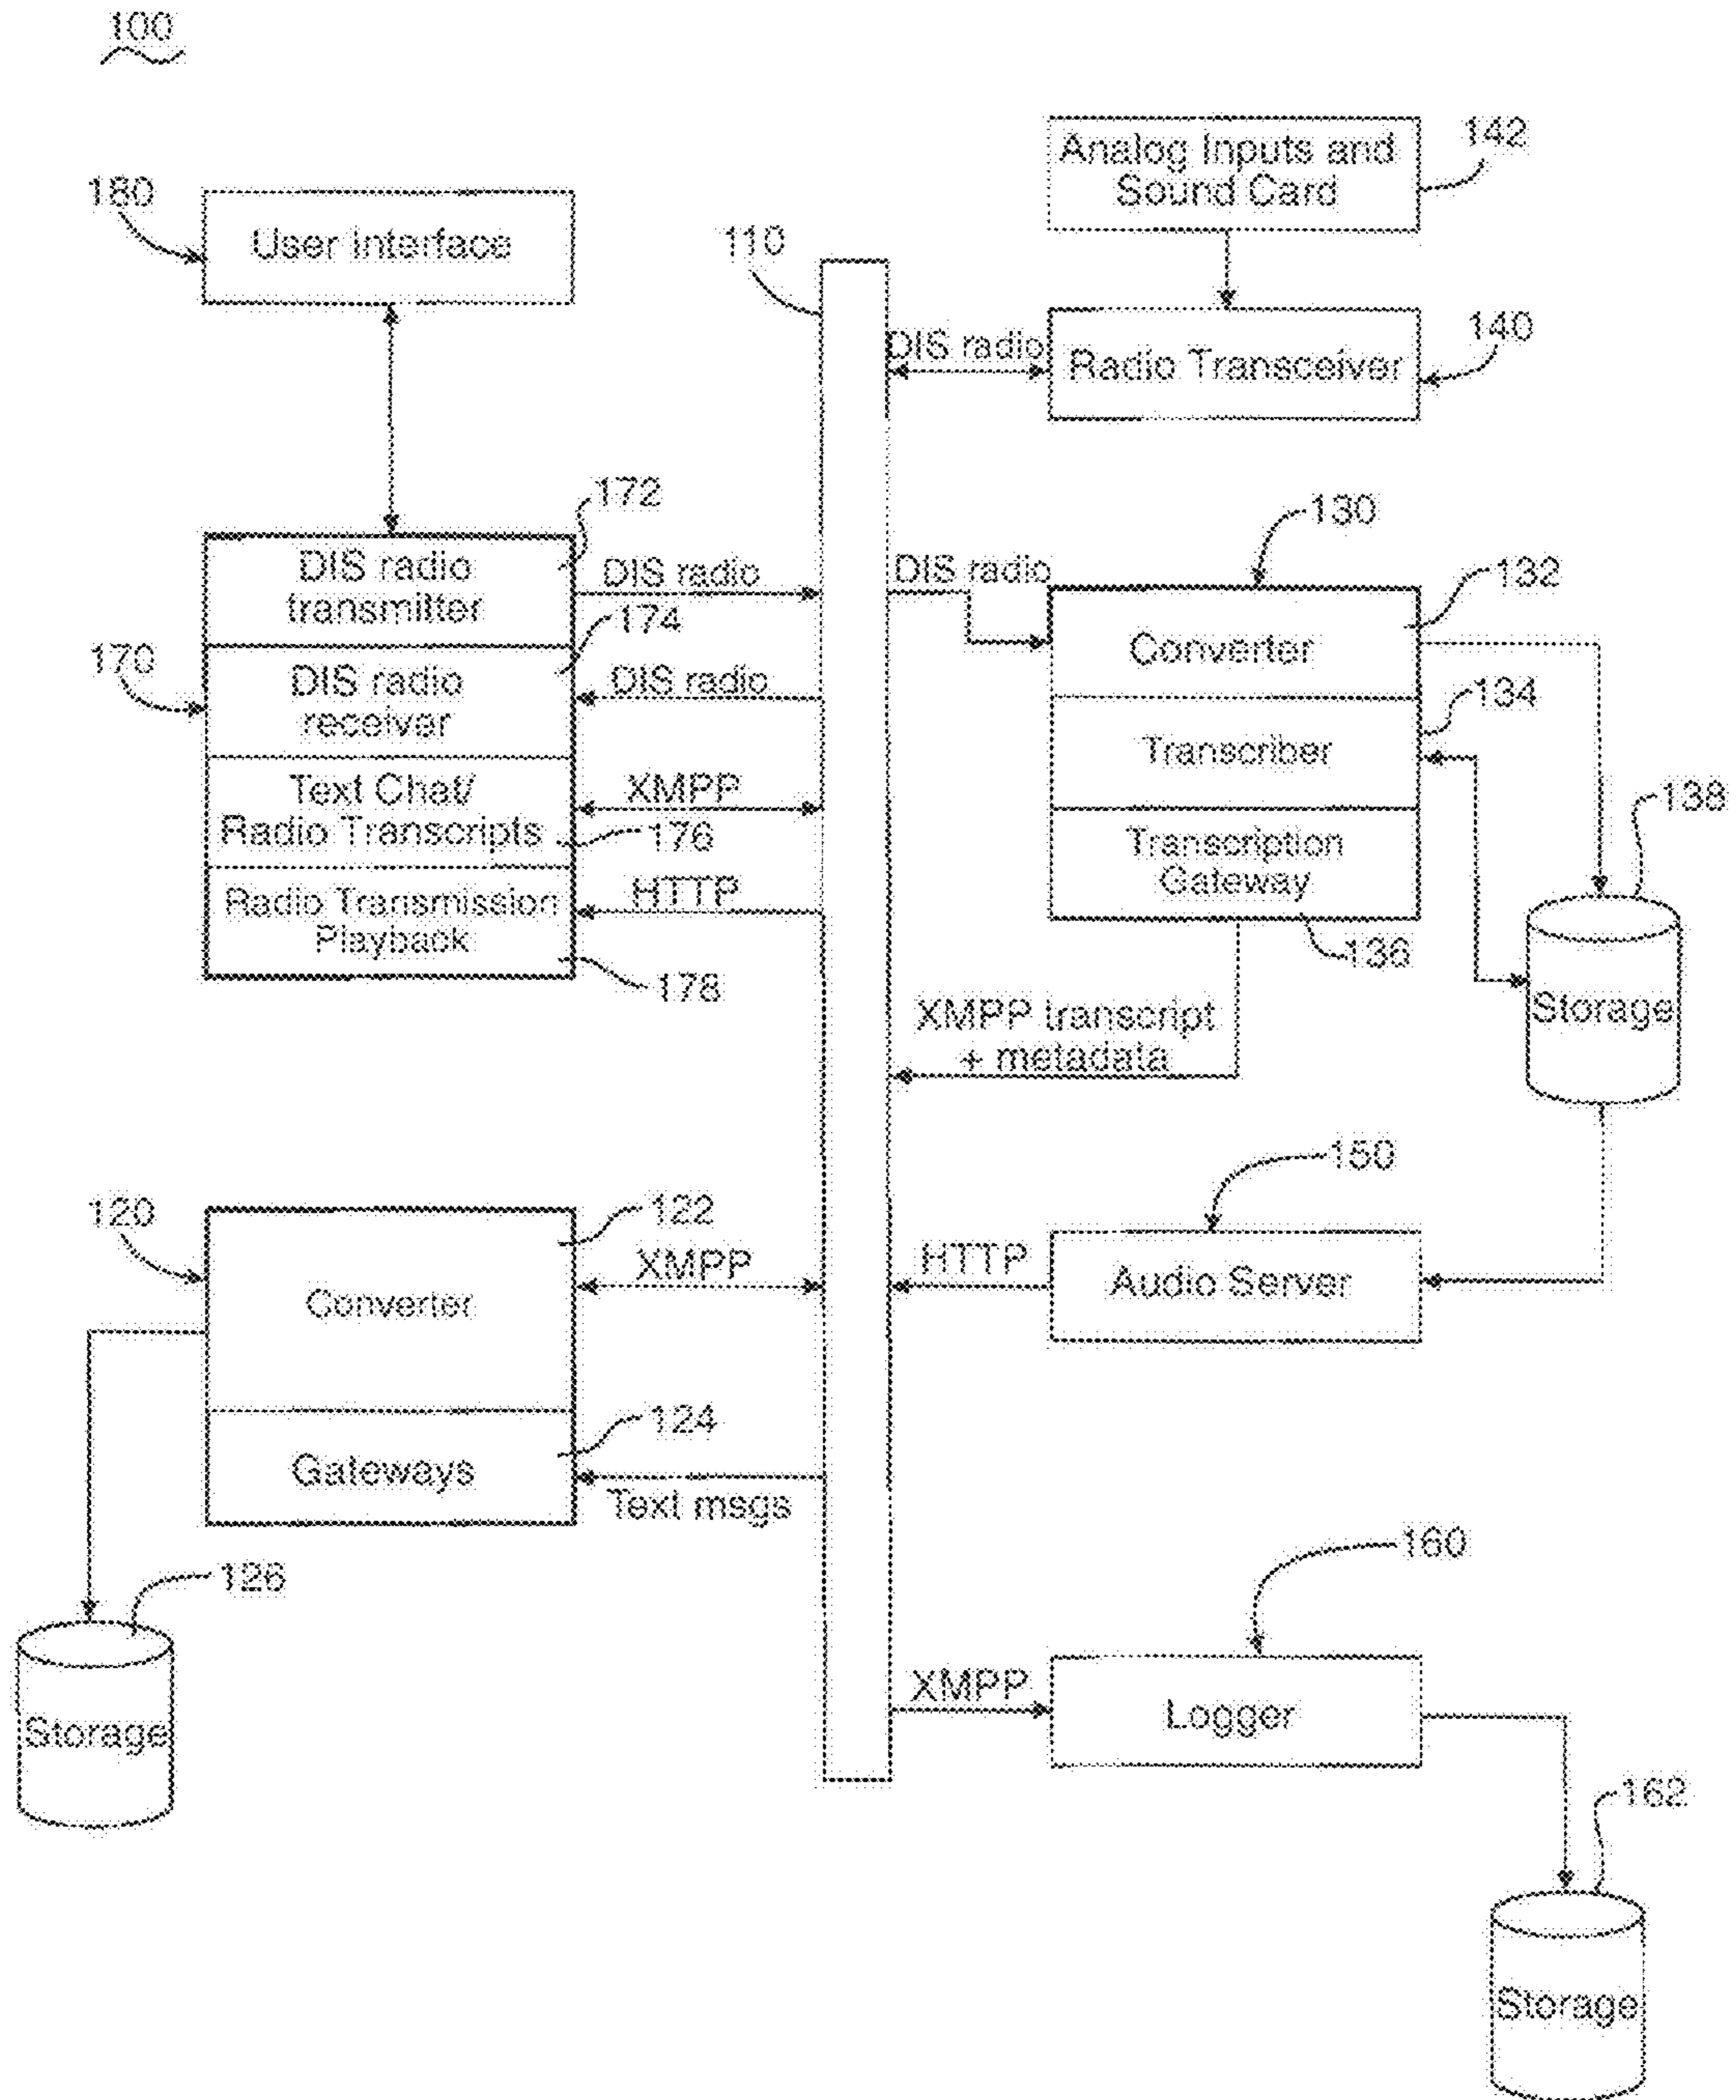 100
Analog Inputs and
Sound Card
142
180
User Interface
110
DIS radio
Radio Transceiver
140
172
DIS radio
transmitter
DIS radio
174
170
DIS radio
receiver
DIS radio
Text Chat/
Radio Transcripts
XMPP
176
Radio Transmission
Playback
HTTP
178
130
DIS radio
132
Converter
134
Transcriber
138
Transcription
Gateway
136
Storage
XMPP transcript
+ metadata
150
HTTP
Audio Server
120
122
XMPP
Converter
124
Gateways
Text msgs
126
Storage
160
XMPP
Logger
162
Storage